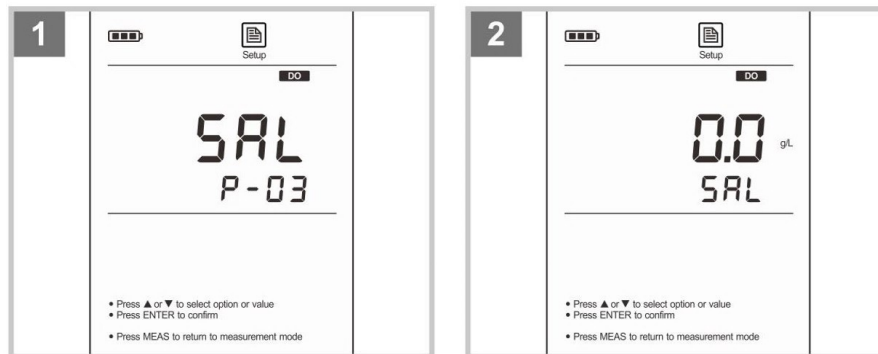 1
Setup
DO
SAL
P-03
• Press ▲ or ▼ to select option or value
• Press ENTER to confirm
• Press MEAS to return to measurement mode
2
Setup
DO
0.0 g/L
SAL
• Press ▲ or ▼ to select option or value
• Press ENTER to confirm
• Press MEAS to return to measurement mode